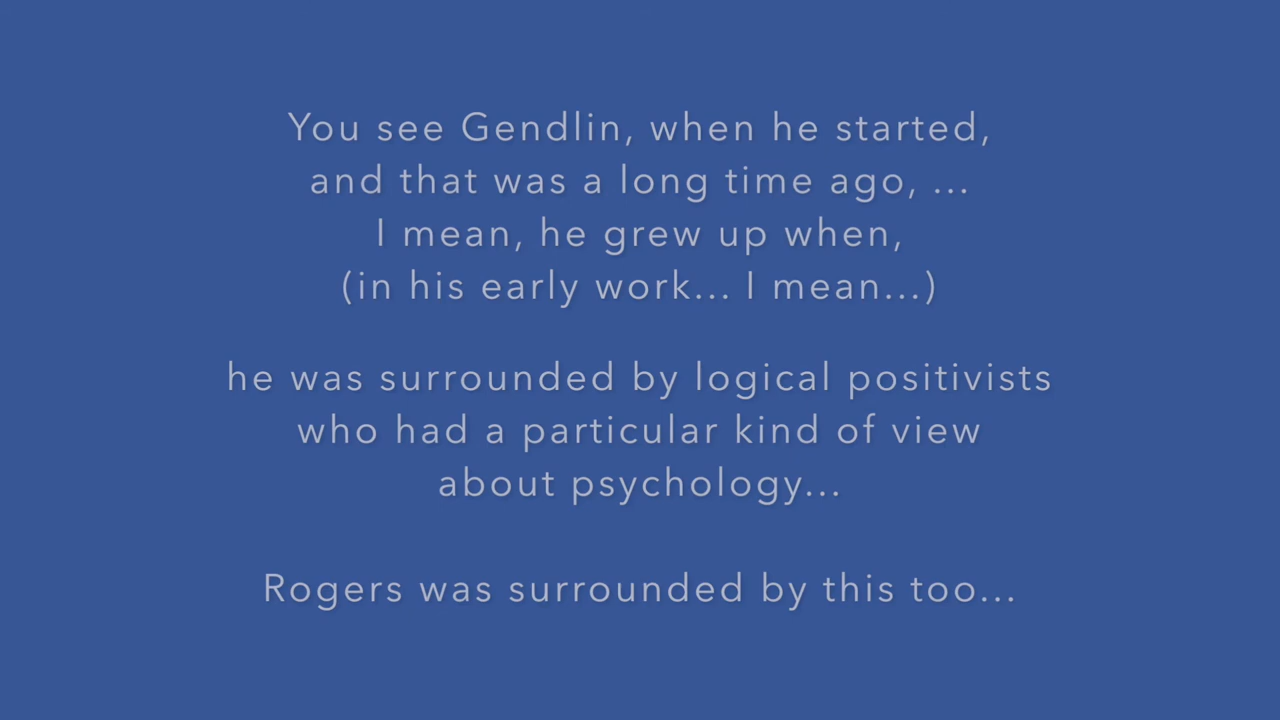 You see Gendlin, when he started,
and that was a long time ago, ...
I mean, he grew up when,
(in his early work... I mean...)
he was surrounded by logical positivists
who had a particular kind of view
about psychology...
Rogers was surrounded by this too...